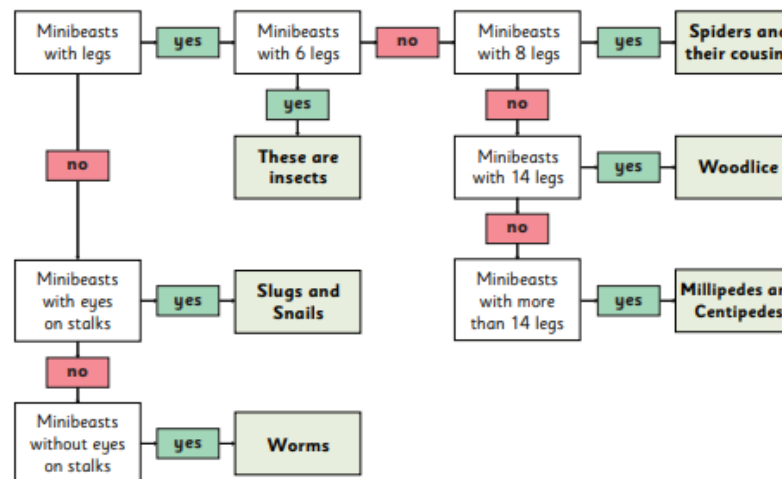 Minibeasts
with legs
yes
Minibeasts
with 6 legs
no
Minibeasts
with 8 legs
yes
Spiders and
their cousin
yes
no
These are
insects
no
Minibeasts
with 14 legs
yes
Woodlice
no
Minibeasts
with eyes
on stalks
yes
Slugs and
Snails
Minibeasts
with more
than 14 legs
yes
Millipedes an
Centipedes
no
Minibeasts
without eyes
on stalks
yes
Worms